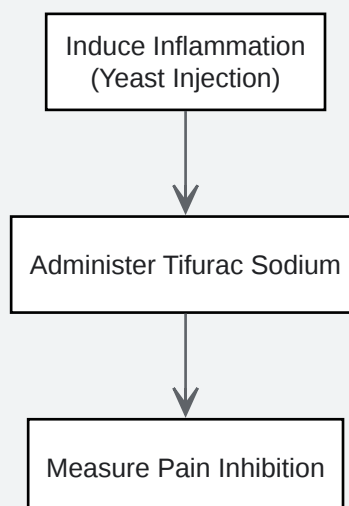 Induce Inflammation
(Yeast Injection)
Administer Tifurac Sodium
Measure Pain Inhibition